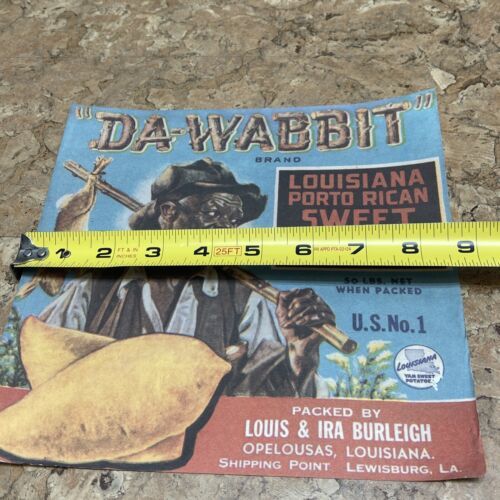 "DA-WABBIT"
BRAND
LOUISIANA
PORTO RICAN
SWEET
1 2 FT & IN INCHES 3 4 25FT 5 6 7 8 9
50 LBS. NET
WHEN PACKED
U.S. No. 1
LOUISIANA
YAM SWEET
POTATOE
PACKED BY
LOUIS & IRA BURLEIGH
OPELOUSAS, LOUISIANA.
SHIPPING POINT LEWISBURG, LA.